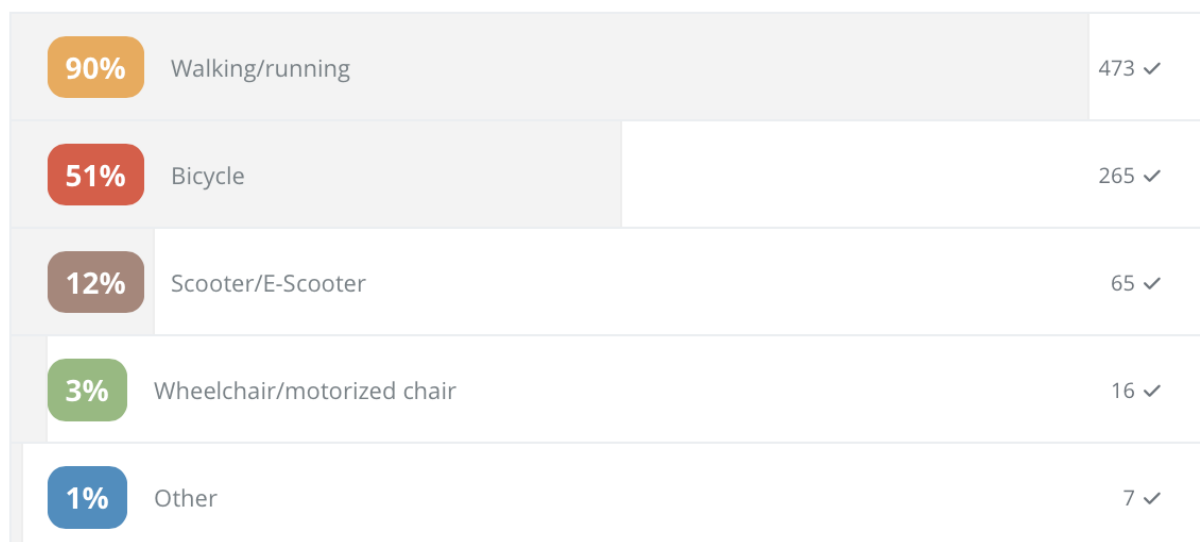 90% Walking/running 473 ✓
51% Bicycle 265 ✓
12% Scooter/E-Scooter 65 ✓
3% Wheelchair/motorized chair 16 ✓
1% Other 7 ✓